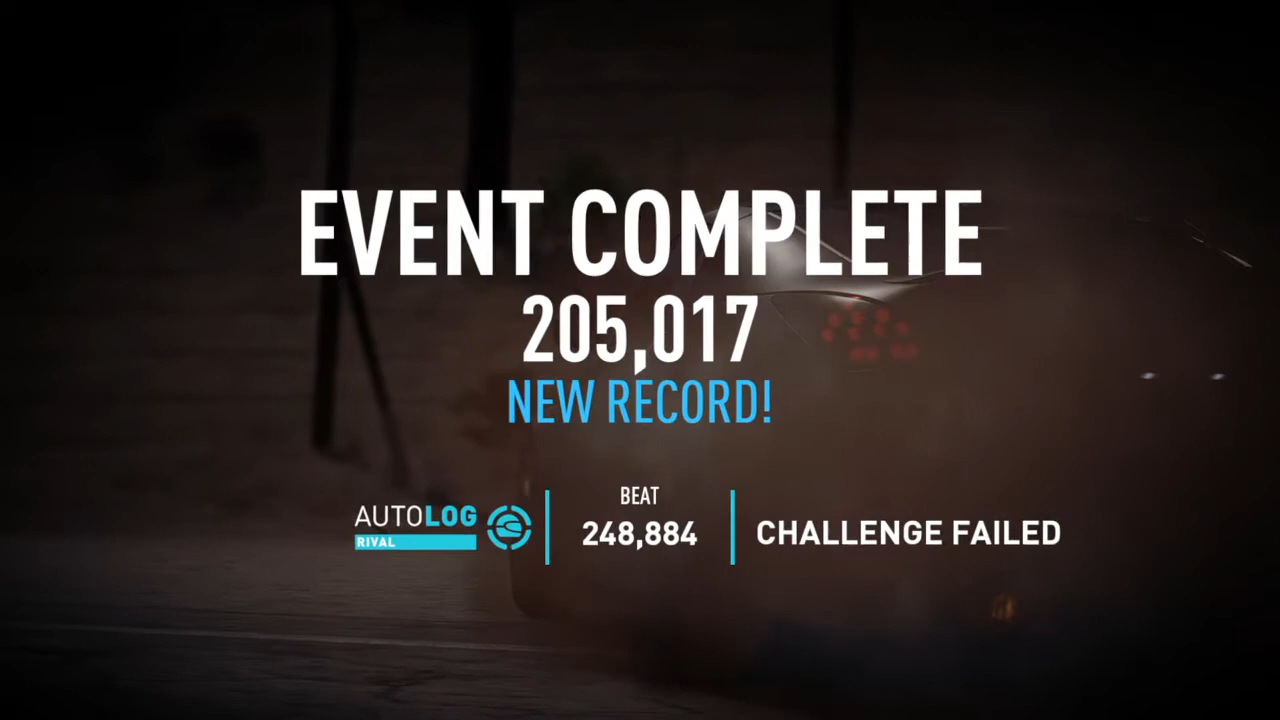 EVENT COMPLETE
205,017
NEW RECORD!
AUTOLOG
RIVAL
BEAT
248,884
CHALLENGE FAILED